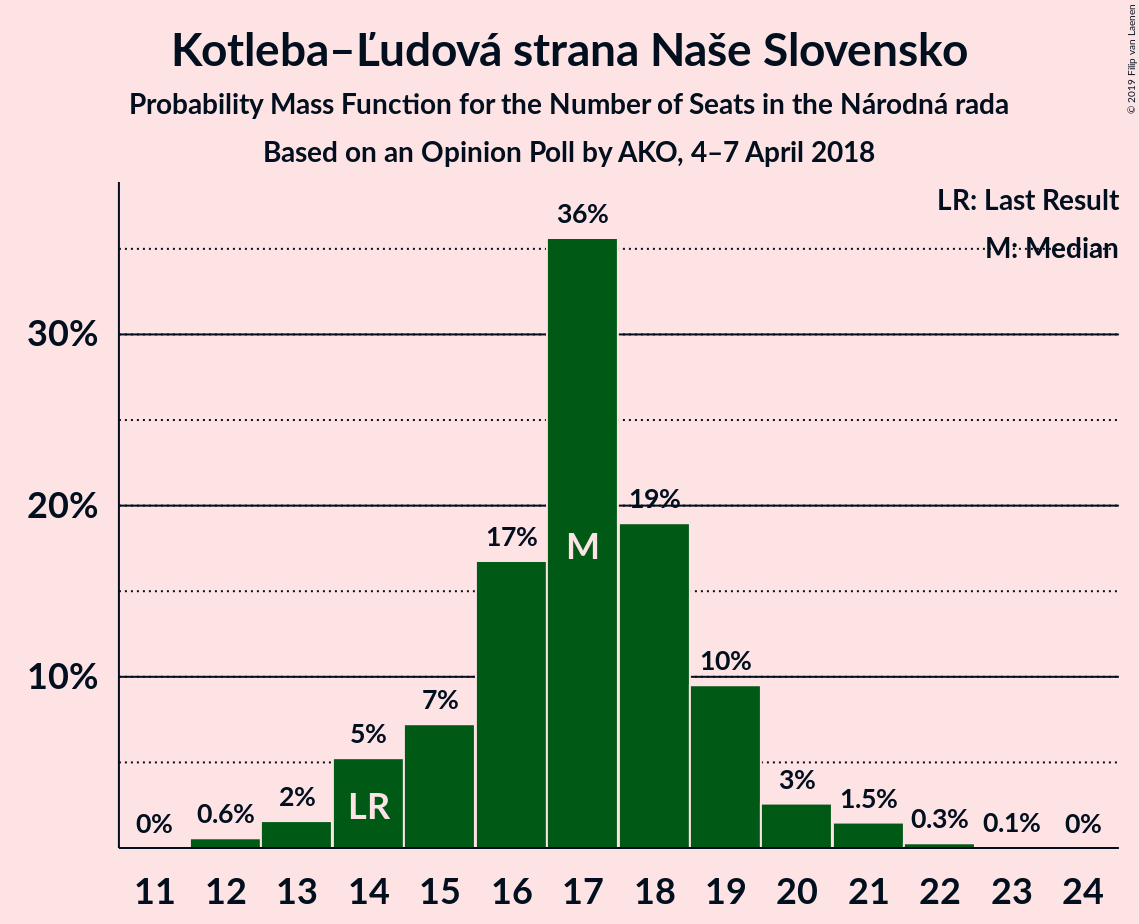 Kotleba–Ľudová strana Naše Slovensko
Probability Mass Function for the Number of Seats in the Národná rada
Based on an Opinion Poll by AKO, 4–7 April 2018
© 2019 Filip van Laenen
LR: Last Result
M: Median
30%
20%
10%
0%
0.6%
2%
5%
7%
17%
36%
19%
10%
3%
1.5%
0.3%
0.1%
0%
LR
M
11 12 13 14 15 16 17 18 19 20 21 22 23 24